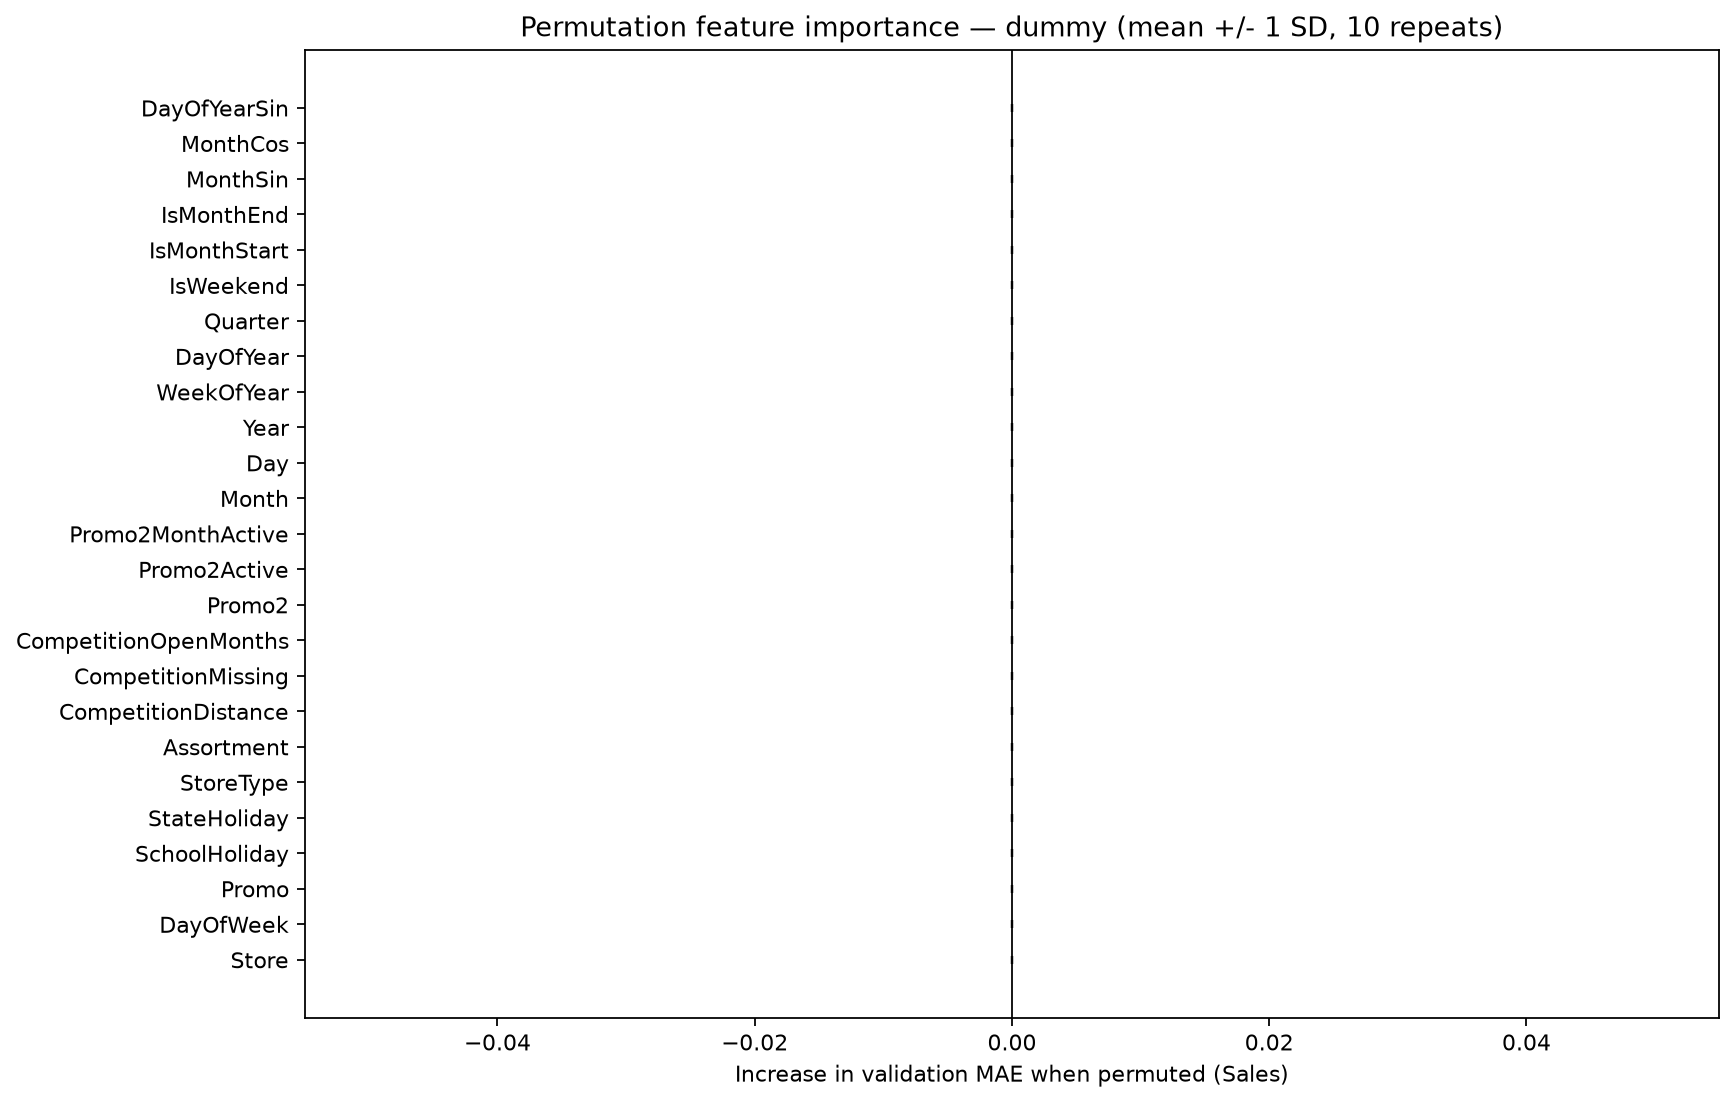 Permutation feature importance — dummy (mean +/- 1 SD, 10 repeats)
DayOfYearSin
MonthCos
MonthSin
IsMonthEnd
IsMonthStart
IsWeekend
Quarter
DayOfYear
WeekOfYear
Year
Day
Month
Promo2MonthActive
Promo2Active
Promo2
CompetitionOpenMonths
CompetitionMissing
CompetitionDistance
Assortment
StoreType
StateHoliday
SchoolHoliday
Promo
DayOfWeek
Store
−0.04 −0.02 0.00 0.02 0.04
Increase in validation MAE when permuted (Sales)